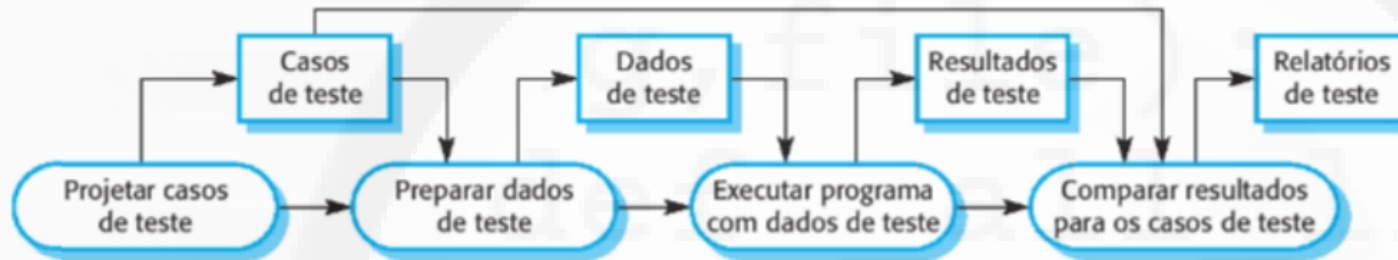 Casos
de teste
Dados
de teste
Resultados
de teste
Relatórios
de teste
Projetar casos
de teste
Preparar dados
de teste
Executar programa
com dados de teste
Comparar resultados
para os casos de teste